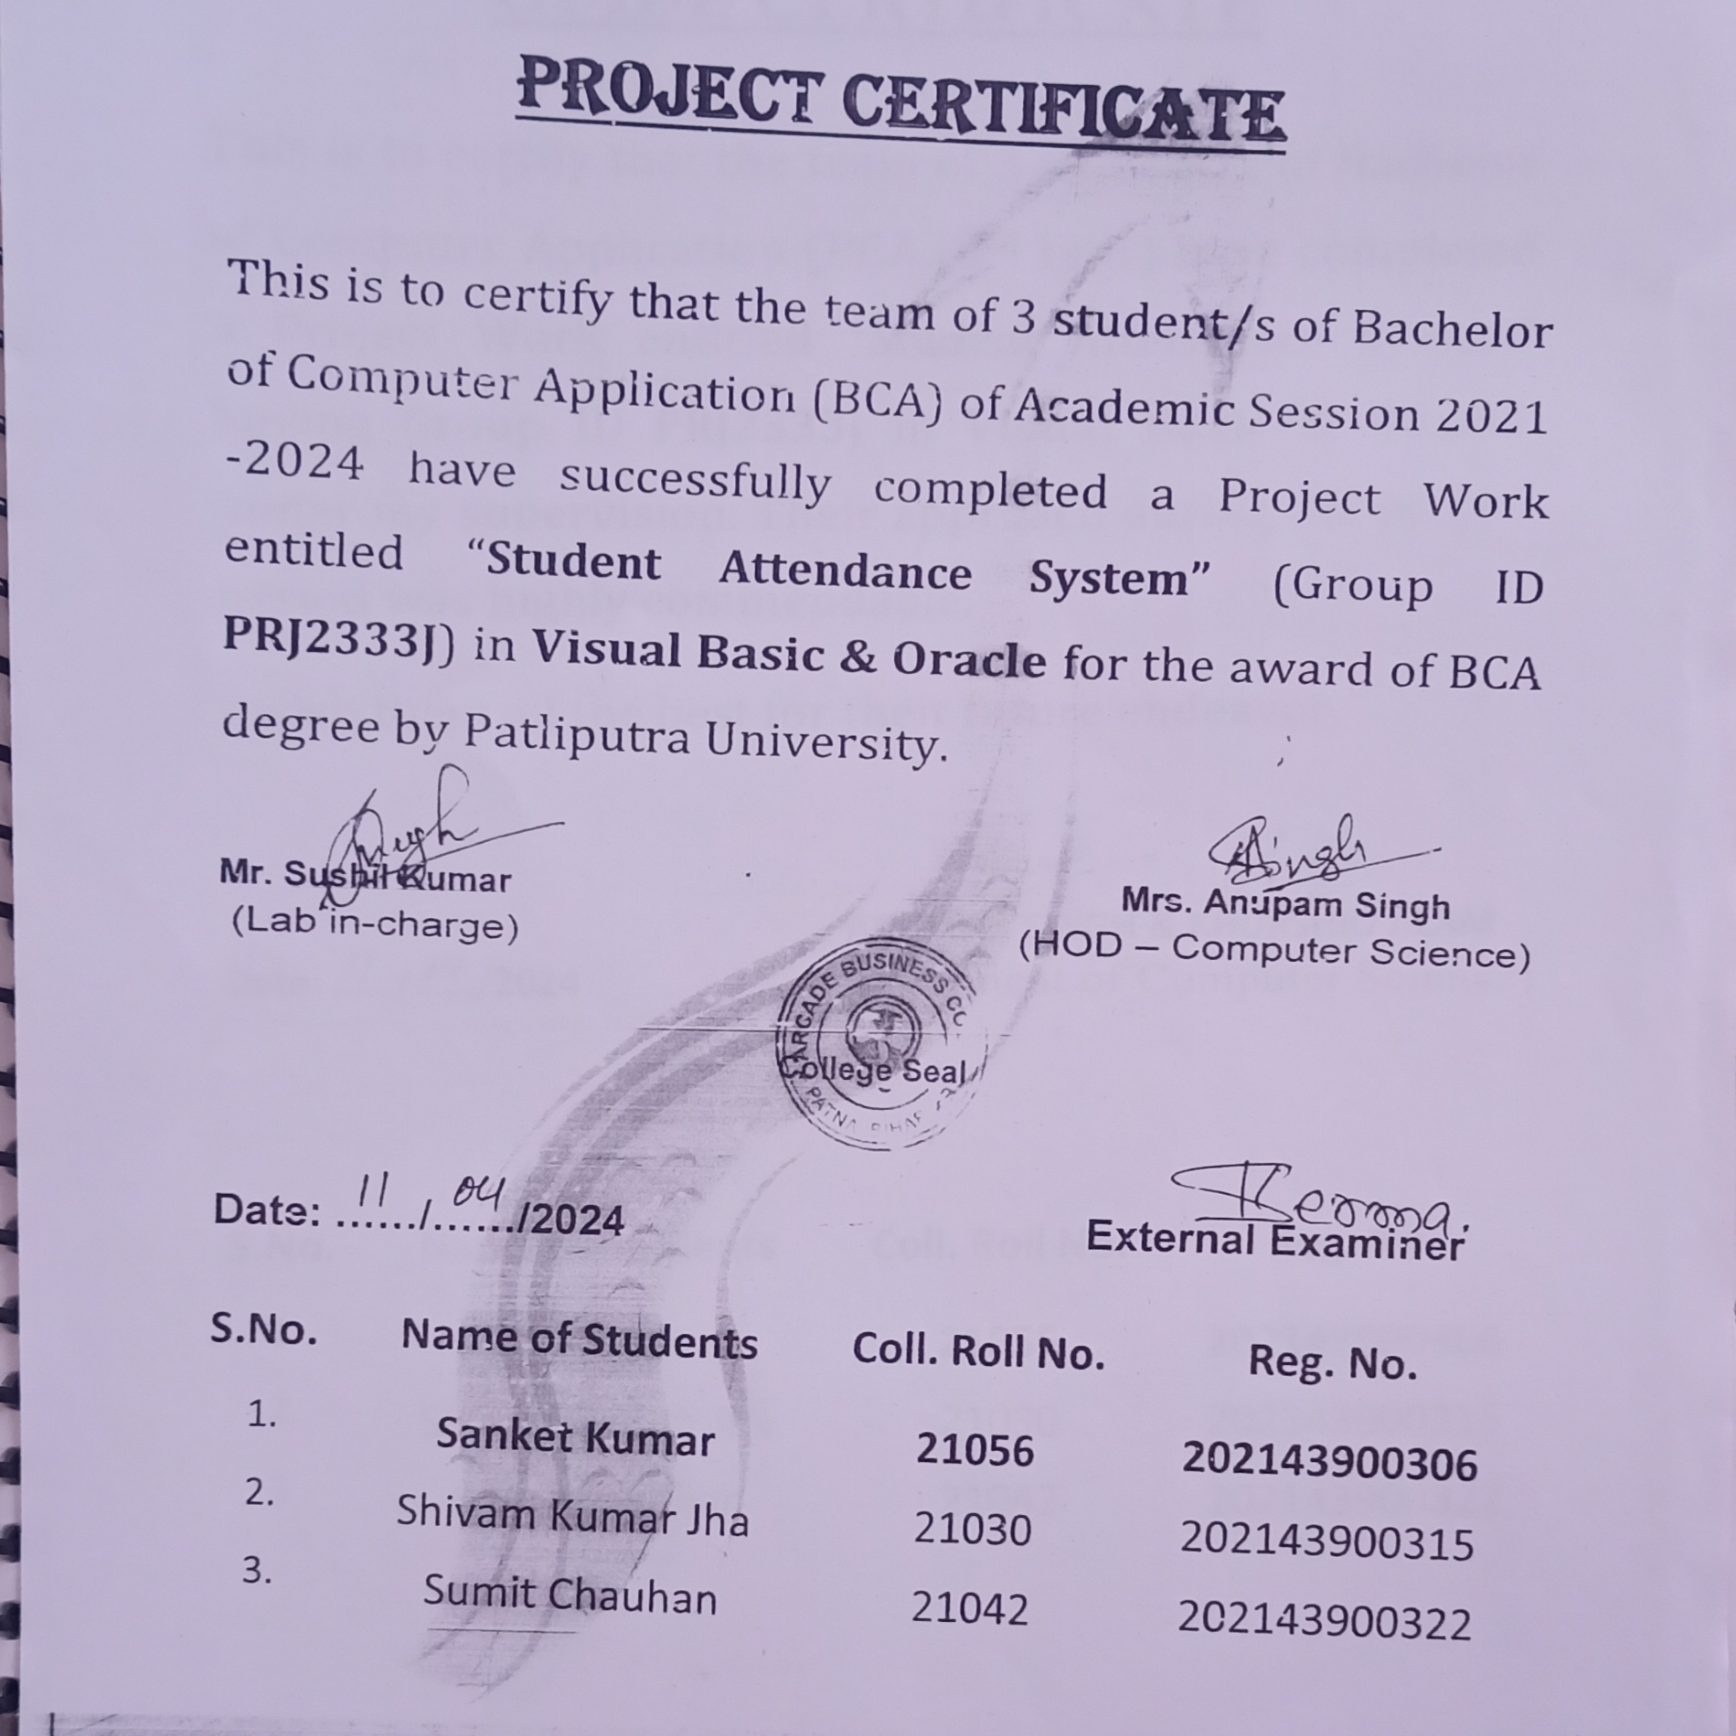 PROJECT CERTIFICATE
This is to certify that the team of 3 student/s of Bachelor
of Computer Application (BCA) of Academic Session 2021
-2024 have successfully completed a Project Work
entitled “Student Attendance System” (Group ID
PRJ2333J) in Visual Basic & Oracle for the award of BCA
degree by Patliputra University.
Singh
Mr. Sushil Kumar
(Lab in-charge)
Mrs. Anupam Singh
(HOD – Computer Science)
ARCADE BUSINESS
College Seal
PATNA BIHAR
Date: 11/04/2024
External Examiner
S.No. Name of Students Coll. Roll No. Reg. No.
1. Sanket Kumar 21056 202143900306
2. Shivam Kumar Jha 21030 202143900315
3. Sumit Chauhan 21042 202143900322